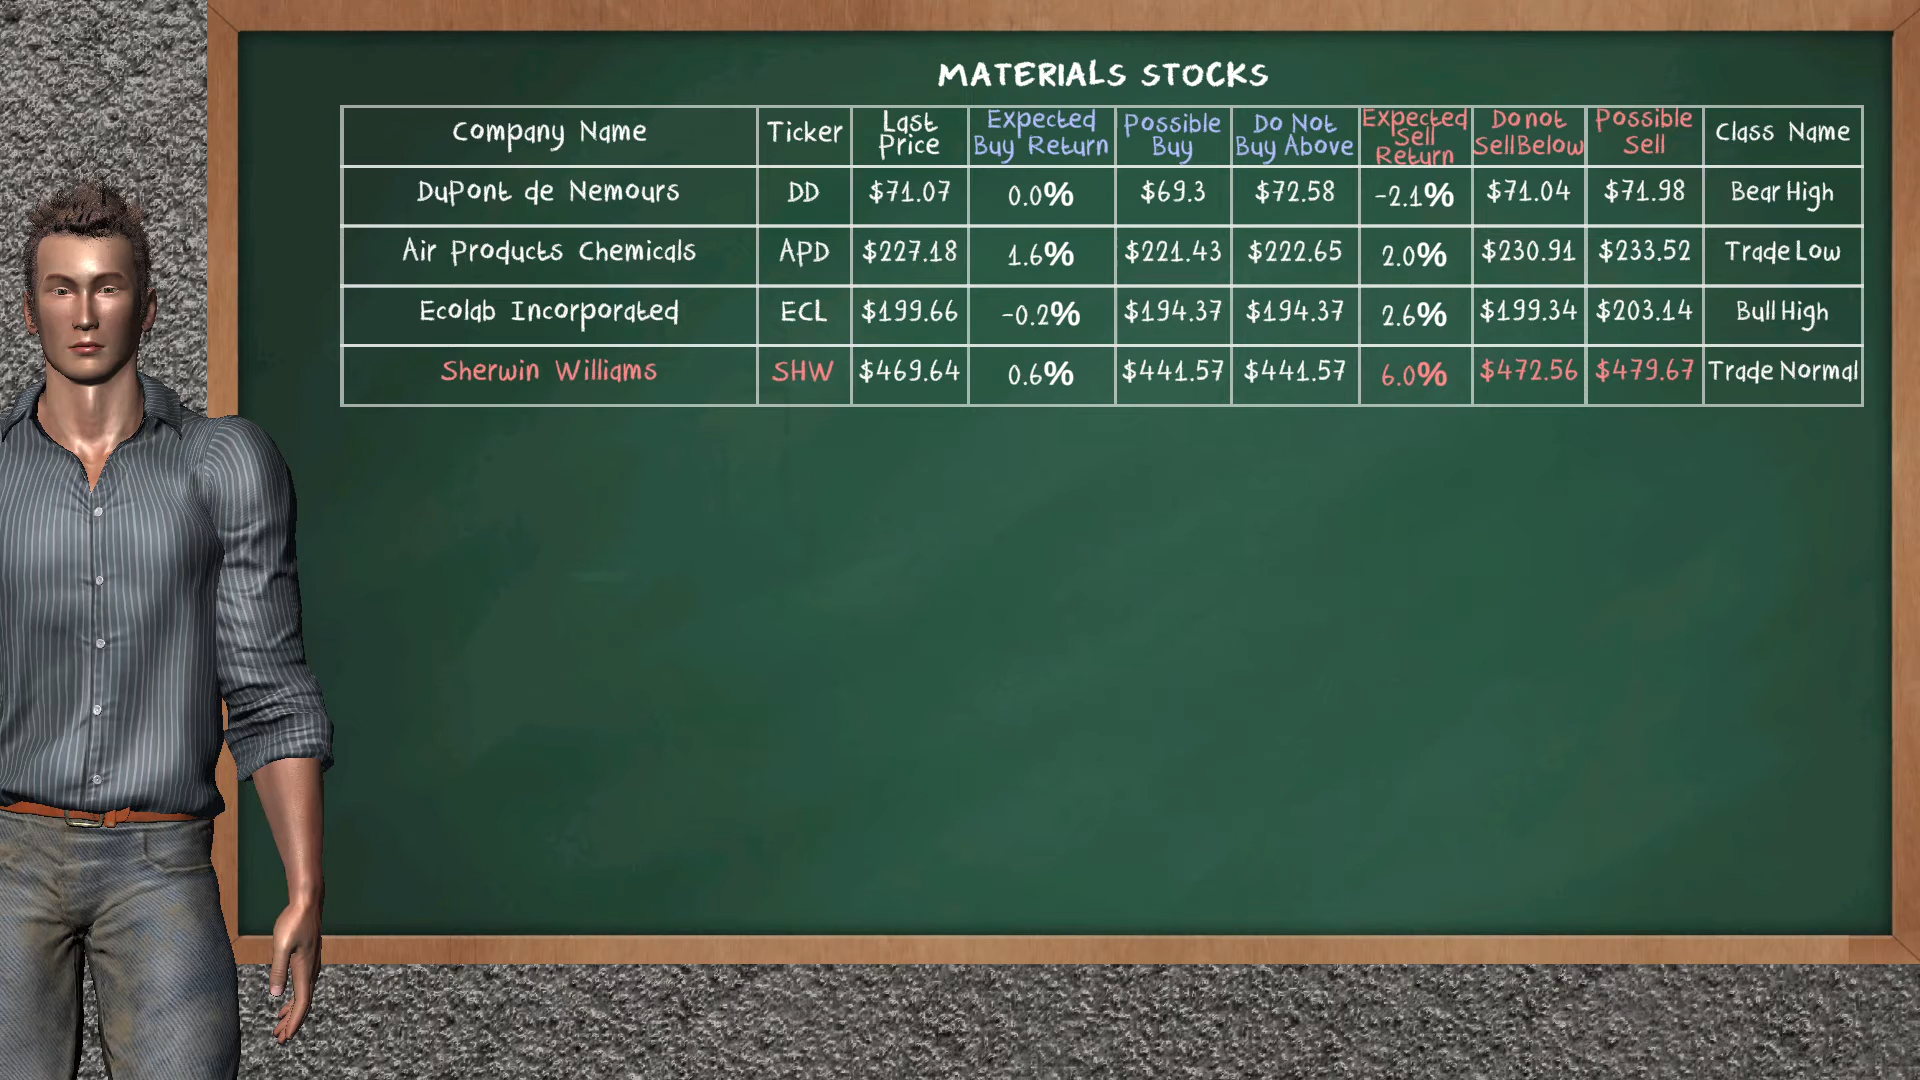 MATERIALS STOCKS
Company Name Ticker Last Price Expected Buy Return Possible Buy Do Not Buy Above Expected Sell Return Do not Sell Below Possible Sell Class Name
DuPont de Nemours DD $71.07 0.0% $69.3 $72.58 -2.1% $71.04 $71.98 Bear High
Air Products Chemicals APD $227.18 1.6% $221.43 $222.65 2.0% $230.91 $233.52 Trade Low
Ecolab Incorporated ECL $199.66 -0.2% $194.37 $194.37 2.6% $199.34 $203.14 Bull High
Sherwin Williams SHW $469.64 0.6% $441.57 $441.57 6.0% $472.56 $479.67 Trade Normal